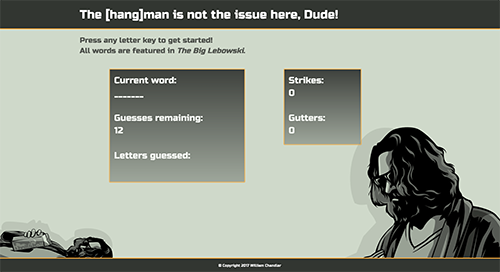 The [hang]man is not the issue here, Dude!
Press any letter key to get started!
All words are featured in The Big Lebowski.
Current word:
_______
Guesses remaining:
12
Letters guessed:
Strikes:
0
Gutters:
0
© Copyright 2017 William Chandler